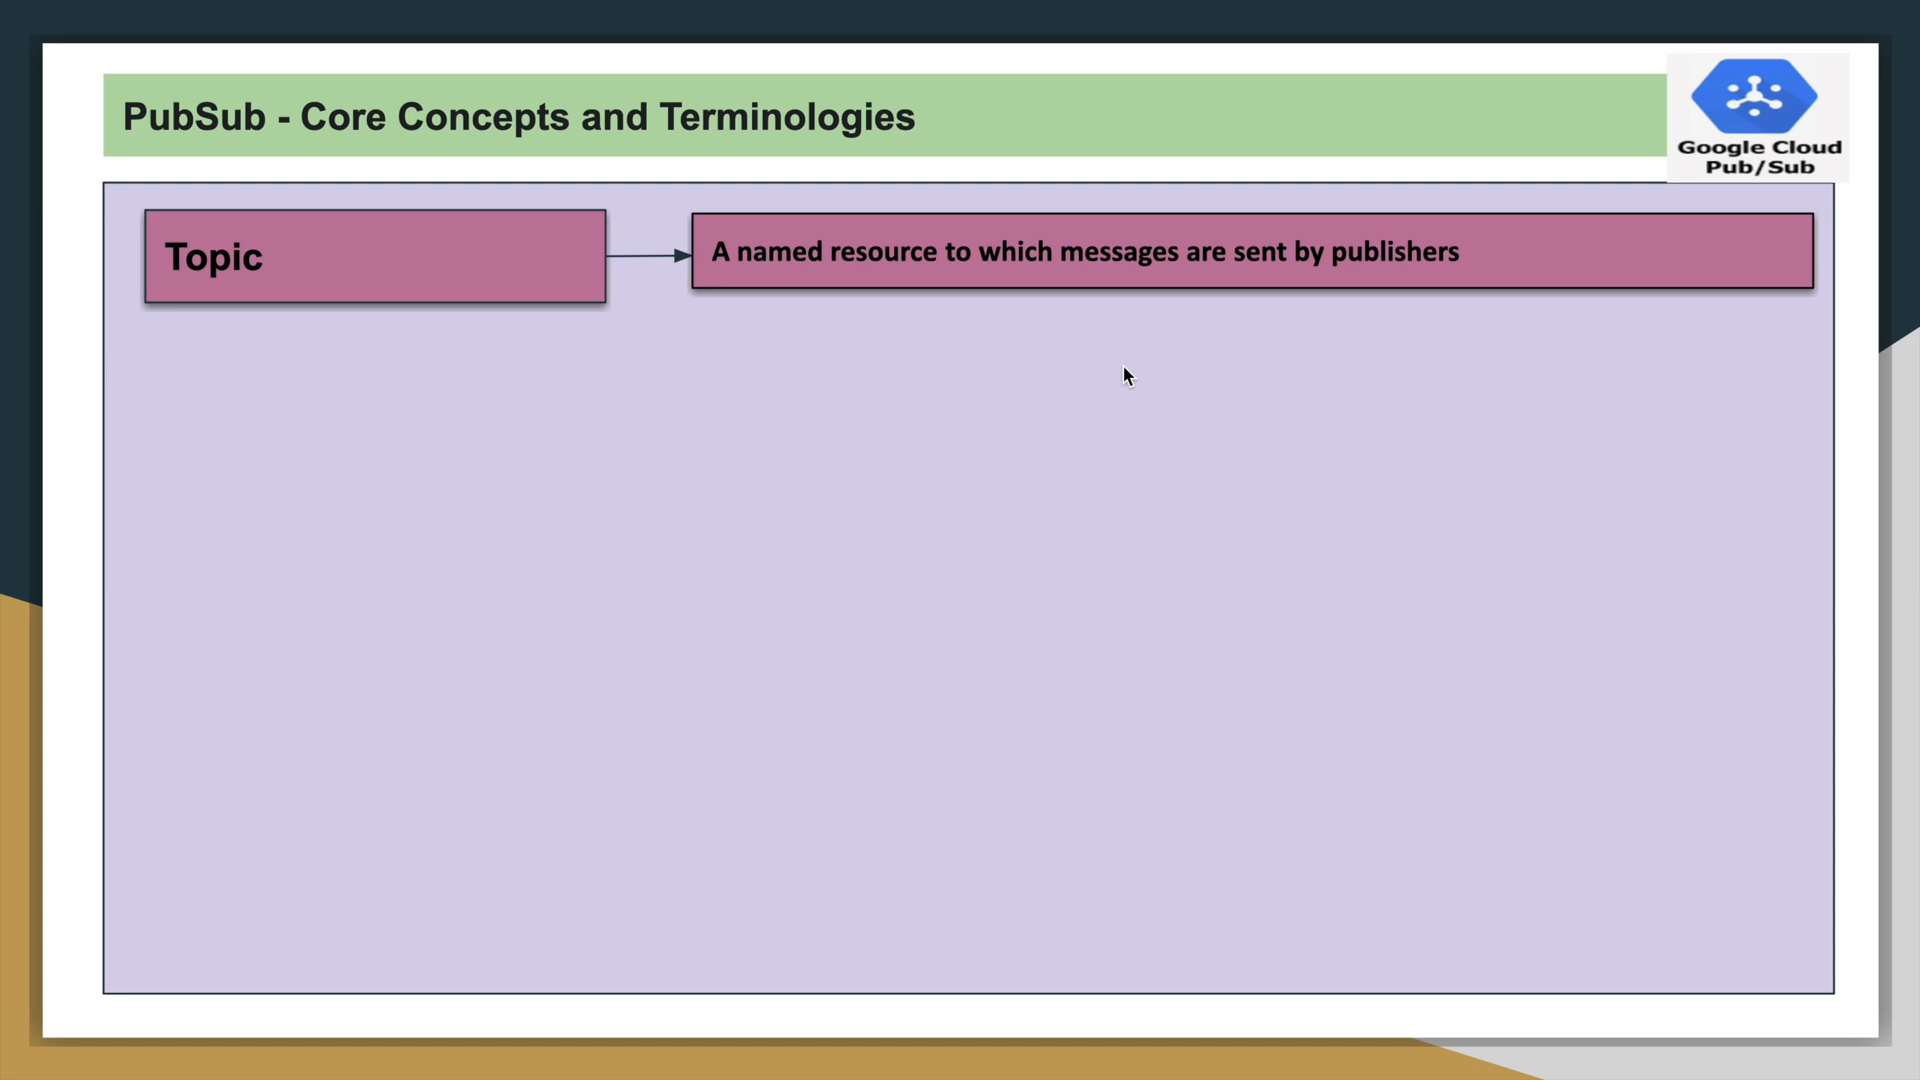 PubSub - Core Concepts and Terminologies
Google Cloud
Pub/Sub
Topic
A named resource to which messages are sent by publishers